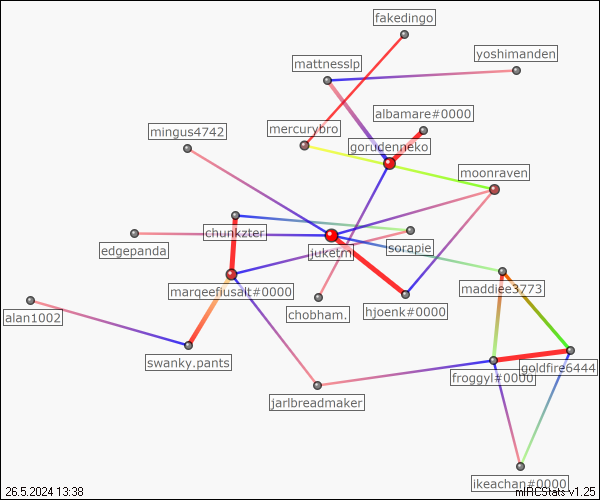 fakedingo
yoshimanden
mattnesslp
albamare#0000
mingus4742
mercurybro
gorudenneko
moonraven
chunkzter
edgepanda
juketm
sorapie
maddiee3773
marqeefiusalt#0000
chobham.
hjoenk#0000
alan1002
swanky.pants
goldfire6444
froggyl#0000
jarlbreadmaker
ikeachan#0000
26.5.2024 13:38
mIRCStats v1.25